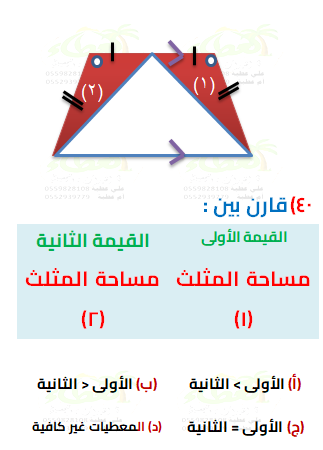 (٢) (١)
٤٠) قارن بين :
القيمة الأولى القيمة الثانية
مساحة المثلث مساحة المثلث
(١) (٢)
(أ) الأولى > الثانية (ب) الأولى < الثانية
(ج) الأولى = الثانية (د) المعطيات غير كافية